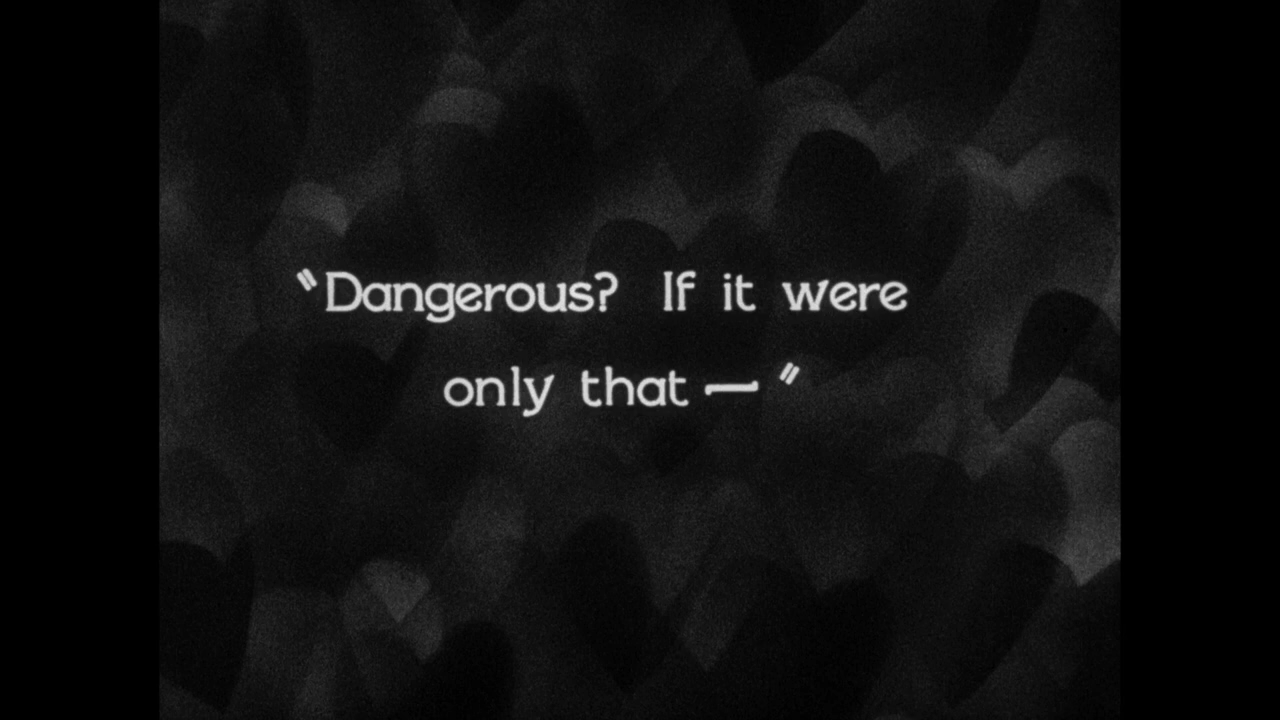 "Dangerous? If it were
only that — "